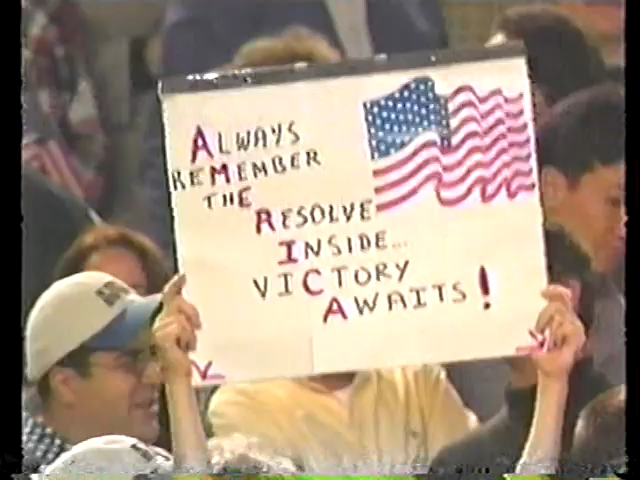 ALWAYS
REMEMBER
THE
RESOLVE
INSIDE...
VICTORY
AWAITS!